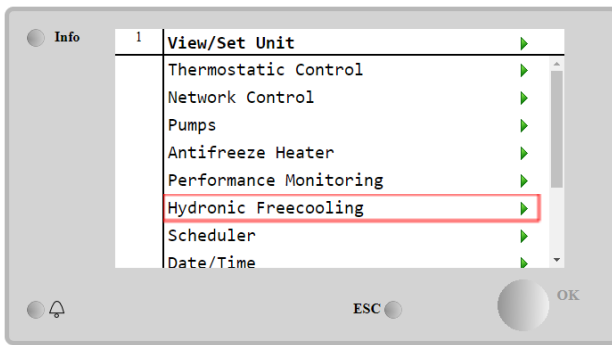 Info
1 View/Set Unit
Thermostatic Control
Network Control
Pumps
Antifreeze Heater
Performance Monitoring
Hydronic Freecooling
Scheduler
Date/Time
ESC
OK